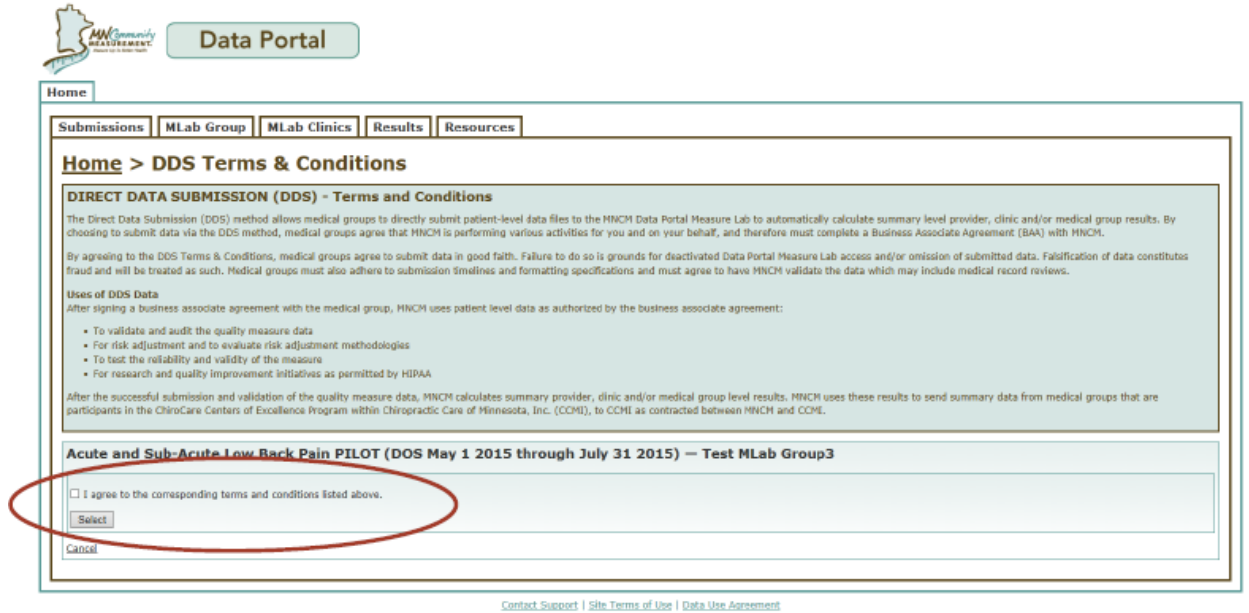 MNCommunity
MEASUREMENT
Data Portal
Home
Submissions MLab Group MLab Clinics Results Resources
Home > DDS Terms & Conditions
DIRECT DATA SUBMISSION (DDS) - Terms and Conditions
The Direct Data Submission (DDS) method allows medical groups to directly submit patient-level data files to the MNCM Data Portal Measure Lab to automatically calculate summary level provider, clinic and/or medical group results. By
choosing to submit data via the DDS method, medical groups agree that MNCM is performing various activities for you and on your behalf, and therefore must complete a Business Associate Agreement (BAA) with MNCM.
By agreeing to the DDS Terms & Conditions, medical groups agree to submit data in good faith. Failure to do so is grounds for deactivated Data Portal Measure Lab access and/or omission of submitted data. Falsification of data constitutes
fraud and will be treated as such. Medical groups must also adhere to submission timelines and formatting specifications and must agree to have MNCM validate the data which may include medical record reviews.
Uses of DDS Data
After signing a business associate agreement with the medical group, MNCM uses patient level data as authorized by the business associate agreement:
• To validate and audit the quality measure data
• For risk adjustment and to evaluate risk adjustment methodologies
• To test the reliability and validity of the measure
• For research and quality improvement initiatives as permitted by HIPAA
After the successful submission and validation of the quality measure data, MNCM calculates summary provider, clinic and/or medical group level results. MNCM uses these results to send summary data from medical groups that are
participants in the ChiroCare Centers of Excellence Program within Chiropractic Care of Minnesota, Inc. (CCMI), to CCMI as contracted between MNCM and CCMI.
Acute and Sub-Acute Low Back Pain PILOT (DOS May 1 2015 through July 31 2015) — Test MLab Group3
I agree to the corresponding terms and conditions listed above.
Select
Cancel
Contact Support | Site Terms of Use | Data Use Agreement